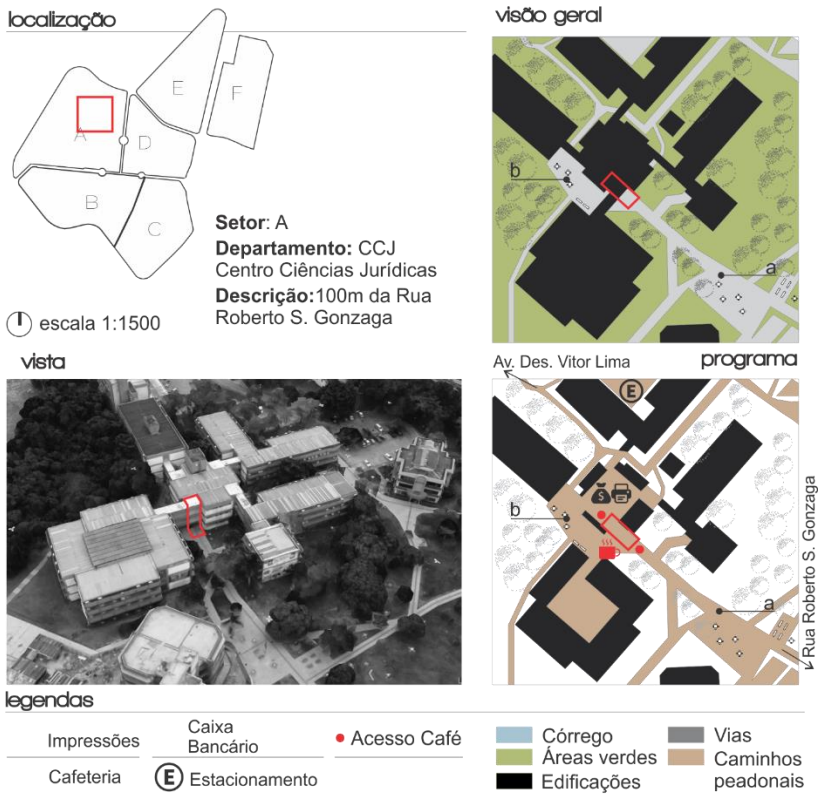 localização
A
B
C
D
E
F
Setor: A
Departamento: CCJ
Centro Ciências Jurídicas
Descrição:100m da Rua
Roberto S. Gonzaga
escala 1:1500
visão geral
b
a
vista
Av. Des. Vitor Lima
programa
E
$
b
a
Rua Roberto S. Gonzaga
legendas
Impressões
Caixa
Bancário
Acesso Café
Cafeteria
E Estacionamento
Córrego
Áreas verdes
Edificações
Vias
Caminhos
peadonais